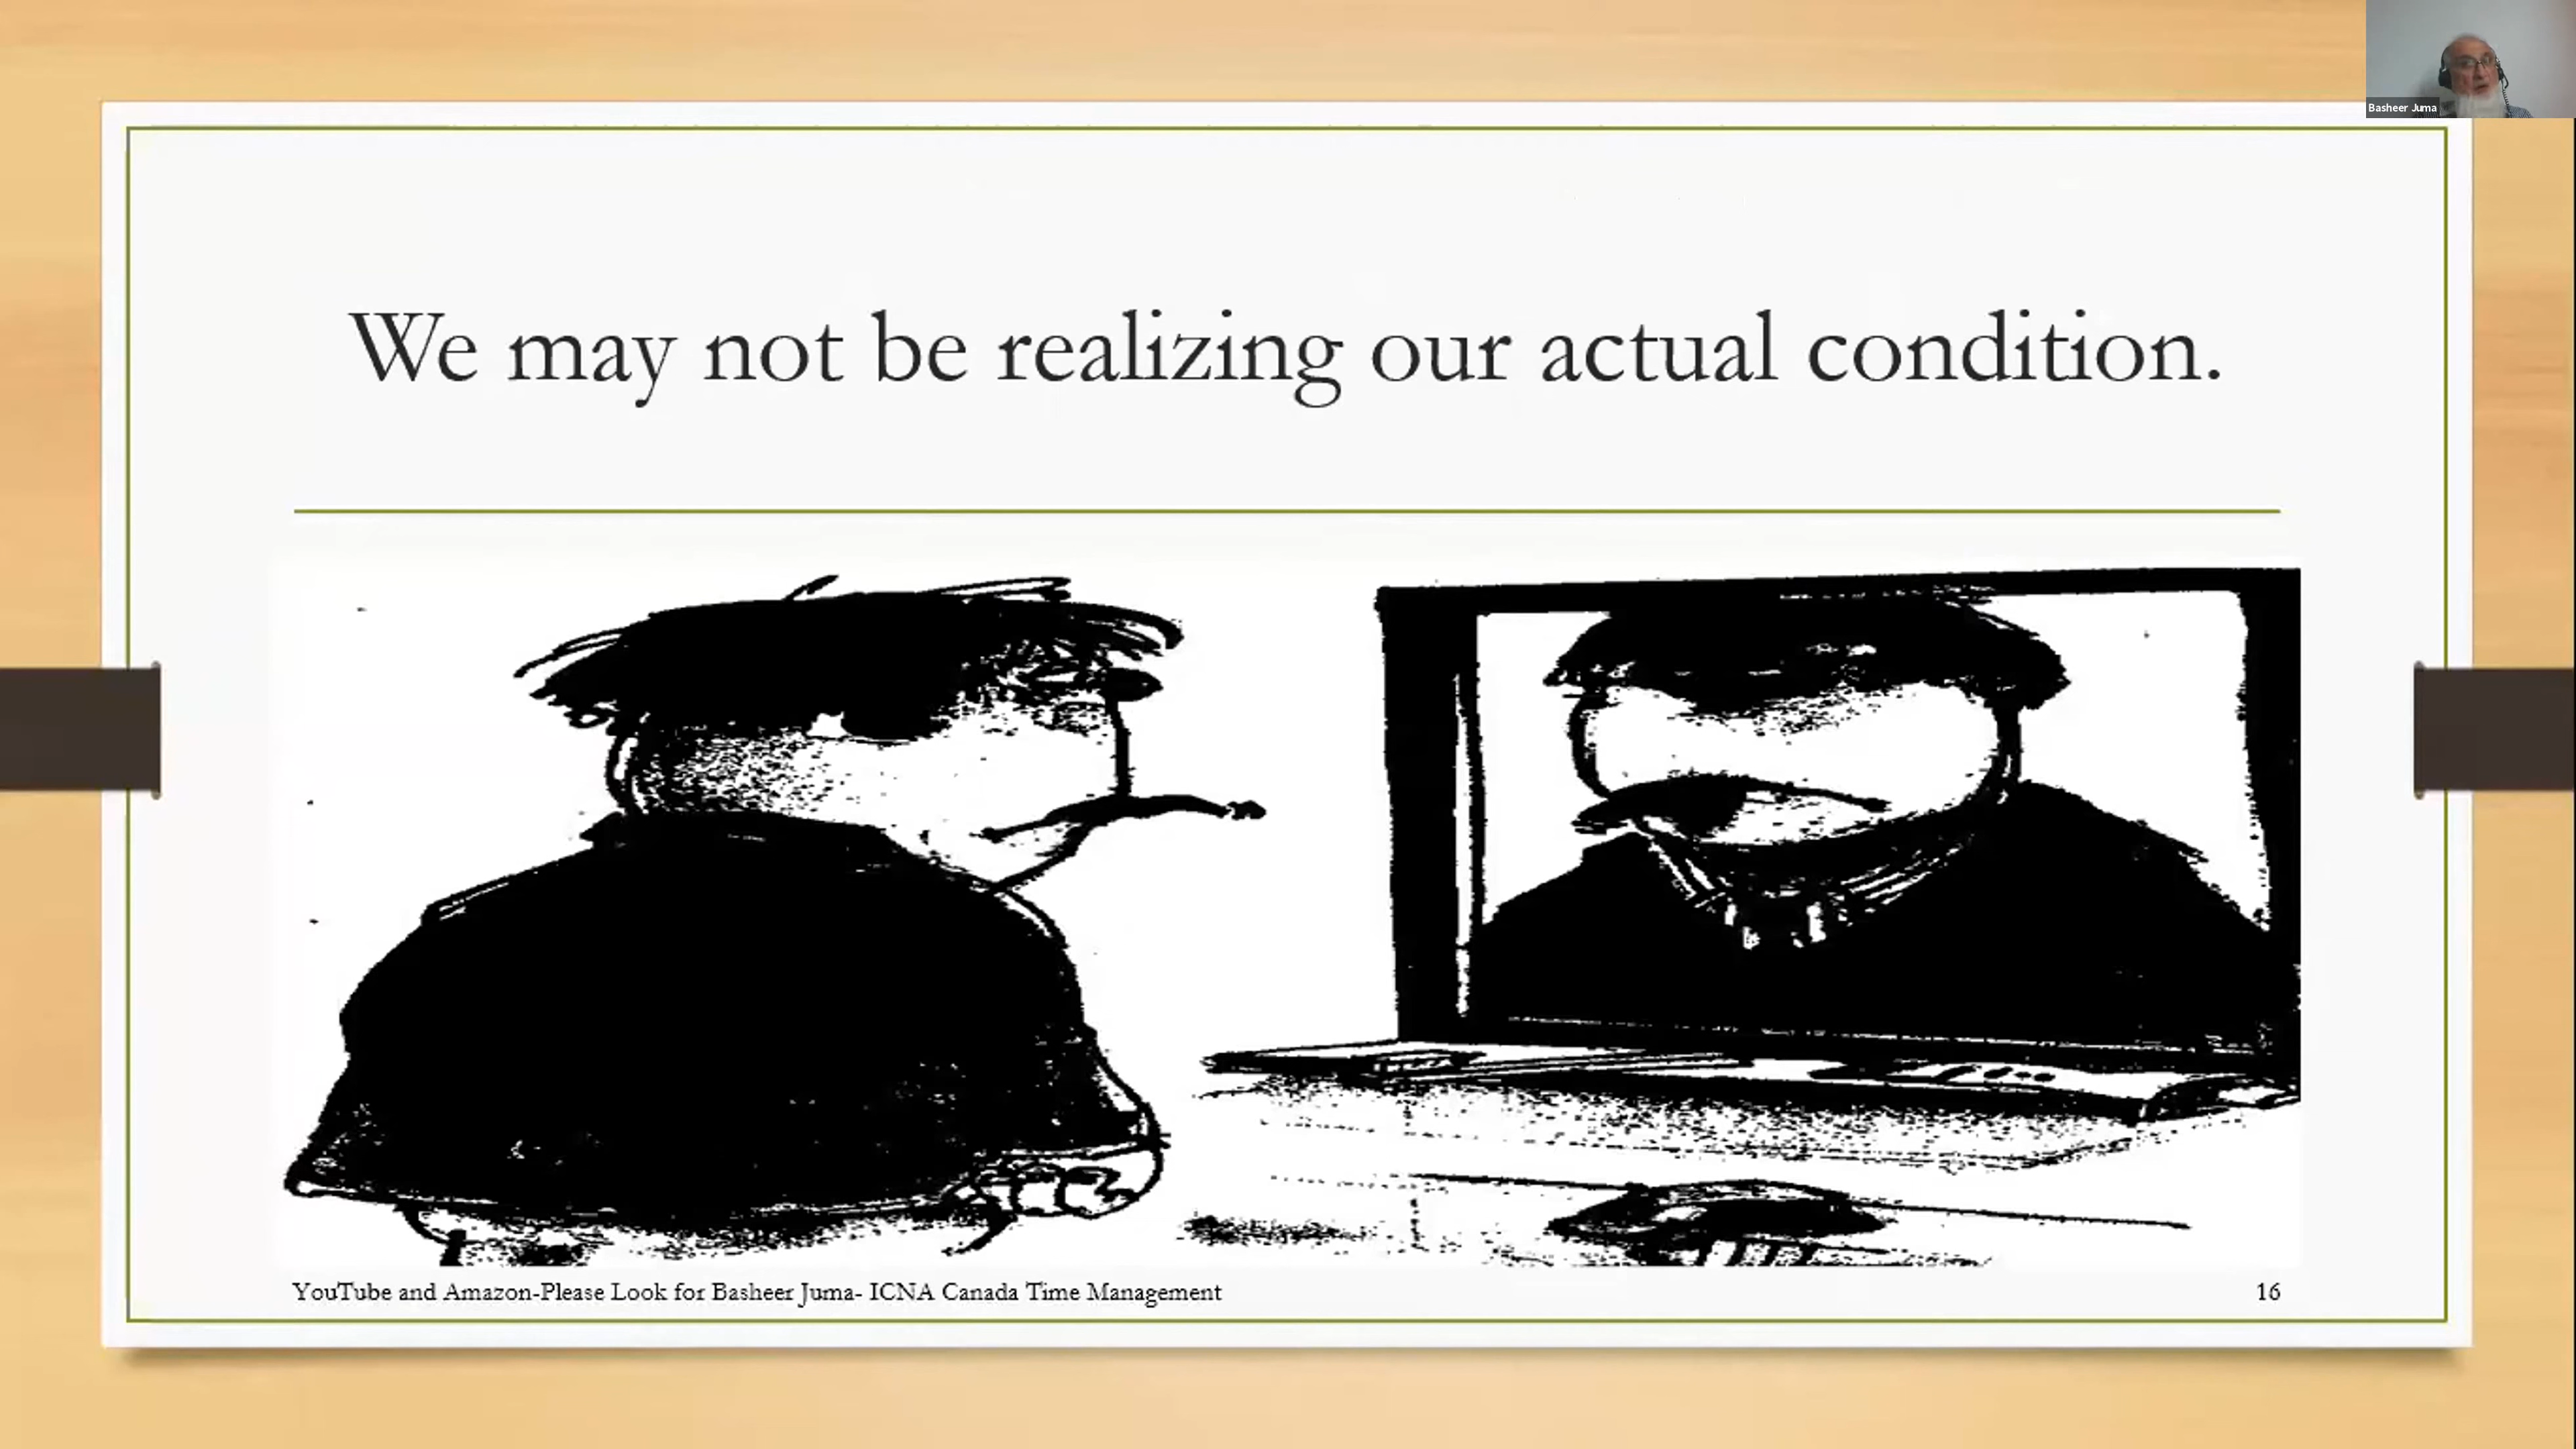 Basheer Juma
We may not be realizing our actual condition.
YouTube and Amazon-Please Look for Basheer Juma- ICNA Canada Time Management
16